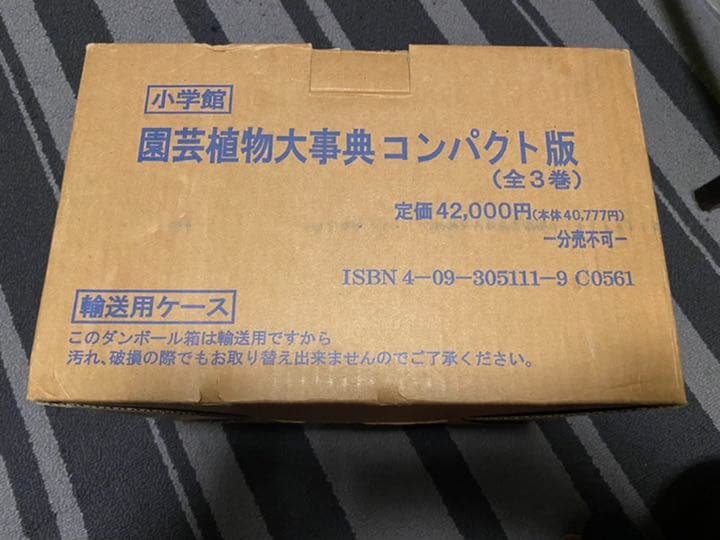 小学館
園芸植物大事典コンパクト版
(全3巻)
定価42,000円(本体40,777円)
ー分売不可ー
ISBN 4-09-305111-9 C0561
輸送用ケース
このダンボール箱は輸送用ですから
汚れ、破損の際でもお取り替え出来ませんのでご了承ください。